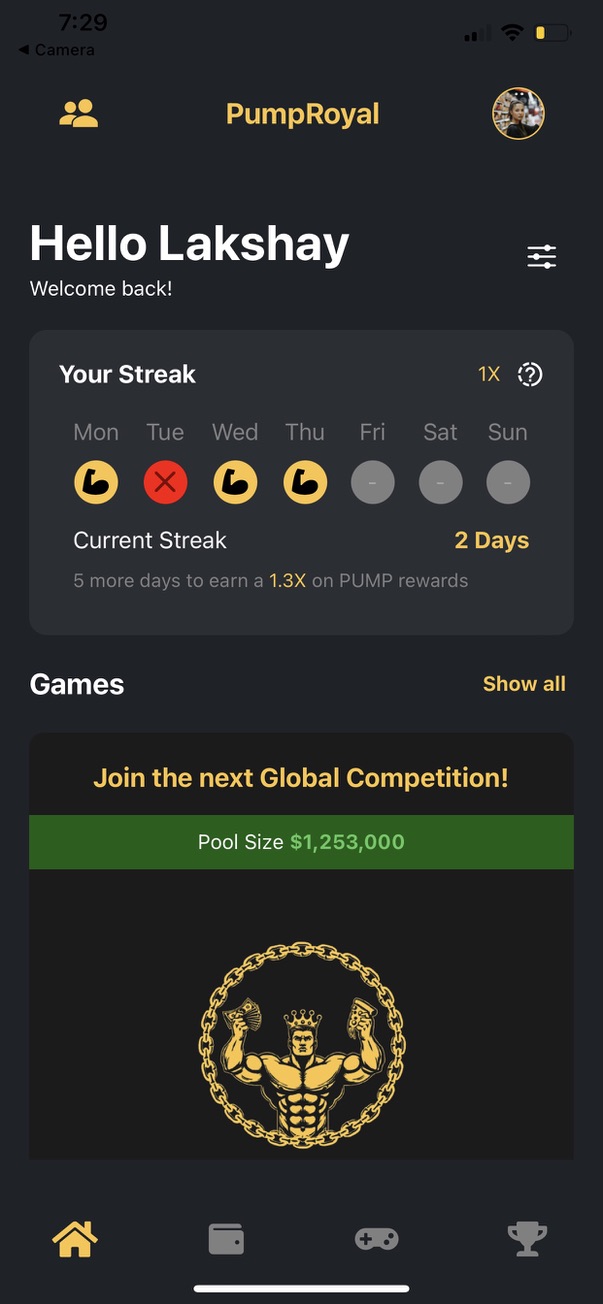 7:29
◀ Camera
PumpRoyal
Hello Lakshay
Welcome back!
Your Streak 1X
Mon Tue Wed Thu Fri Sat Sun
- - -
Current Streak 2 Days
5 more days to earn a 1.3X on PUMP rewards
Games Show all
Join the next Global Competition!
Pool Size $1,253,000